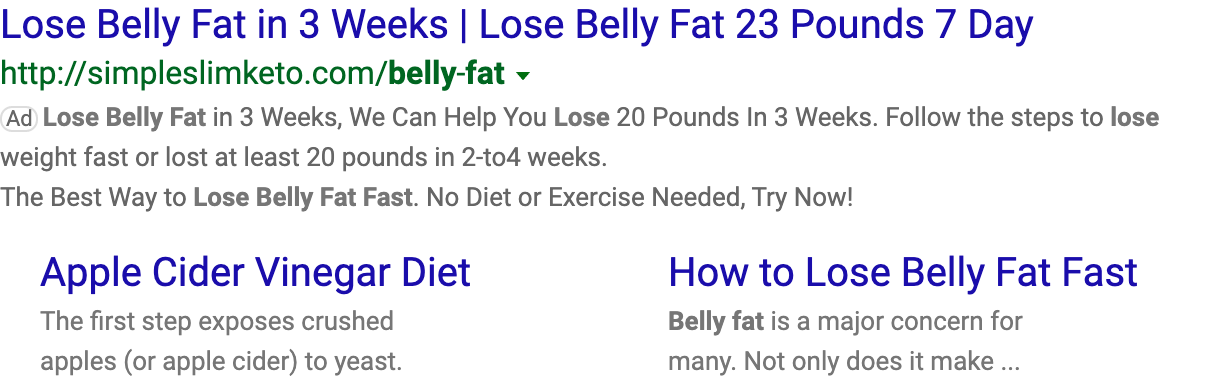 Lose Belly Fat in 3 Weeks | Lose Belly Fat 23 Pounds 7 Day
http://simpleslimketo.com/belly-fat
Ad Lose Belly Fat in 3 Weeks, We Can Help You Lose 20 Pounds In 3 Weeks. Follow the steps to lose
weight fast or lost at least 20 pounds in 2-to4 weeks.
The Best Way to Lose Belly Fat Fast. No Diet or Exercise Needed, Try Now!
Apple Cider Vinegar Diet
The first step exposes crushed
apples (or apple cider) to yeast.
How to Lose Belly Fat Fast
Belly fat is a major concern for
many. Not only does it make ...